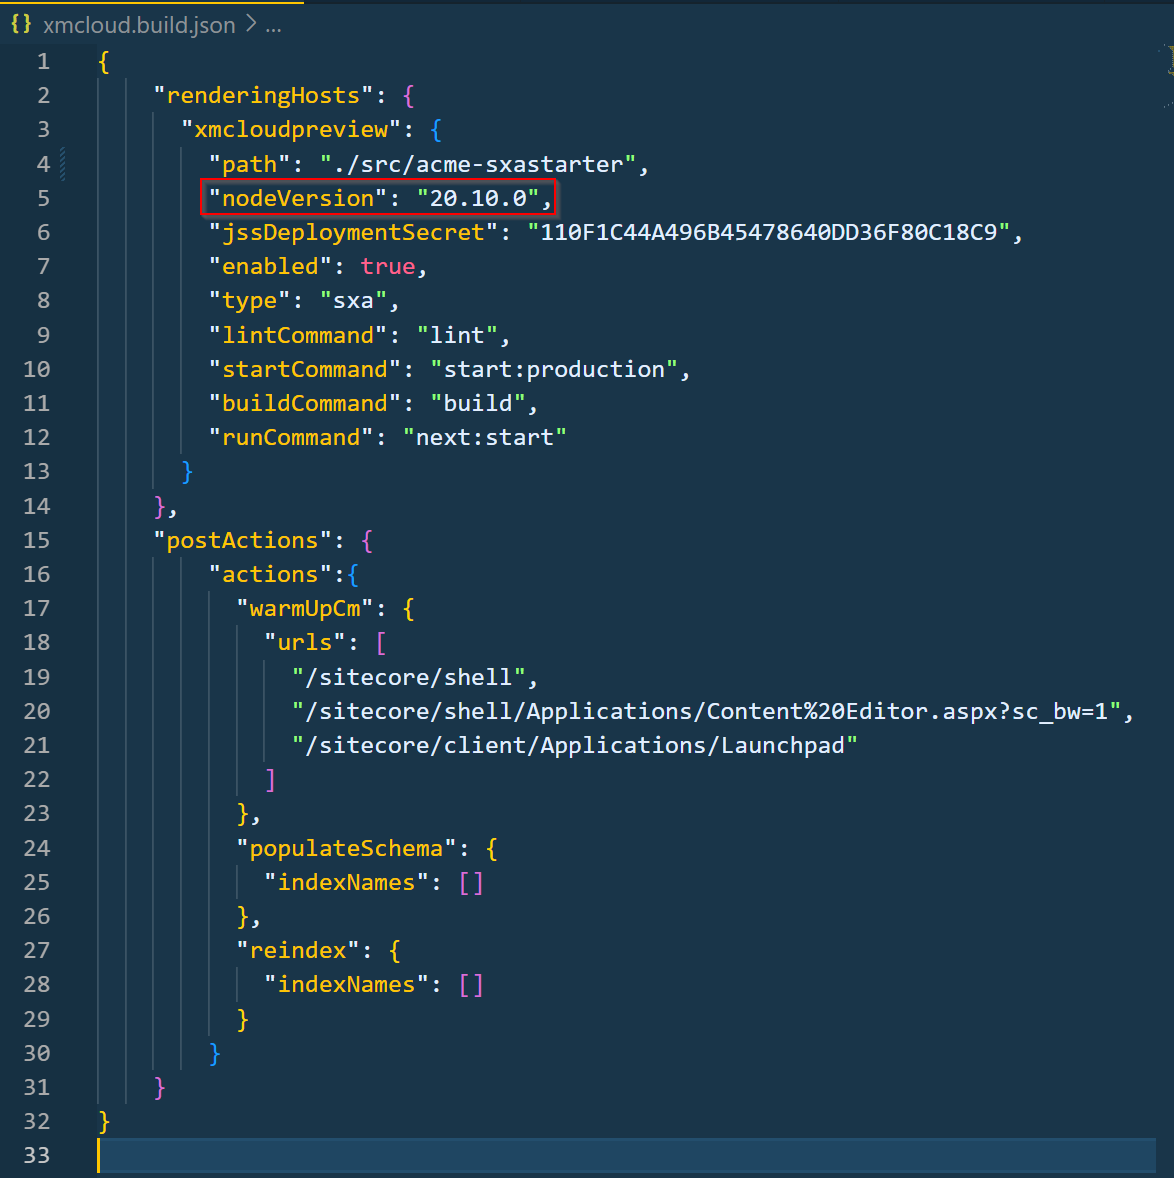 {} xmcloud.build.json > ...
1 {
2 "renderingHosts": {
3 "xmcloudpreview": {
4 "path": "./src/acme-sxastarter",
5 "nodeVersion": "20.10.0",
6 "jssDeploymentSecret": "110F1C44A496B45478640DD36F80C18C9",
7 "enabled": true,
8 "type": "sxa",
9 "lintCommand": "lint",
10 "startCommand": "start:production",
11 "buildCommand": "build",
12 "runCommand": "next:start"
13 }
14 },
15 "postActions": {
16 "actions":{
17 "warmUpCm": {
18 "urls": [
19 "/sitecore/shell",
20 "/sitecore/shell/Applications/Content%20Editor.aspx?sc_bw=1",
21 "/sitecore/client/Applications/Launchpad"
22 ]
23 },
24 "populateSchema": {
25 "indexNames": []
26 },
27 "reindex": {
28 "indexNames": []
29 }
30 }
31 }
32 }
33